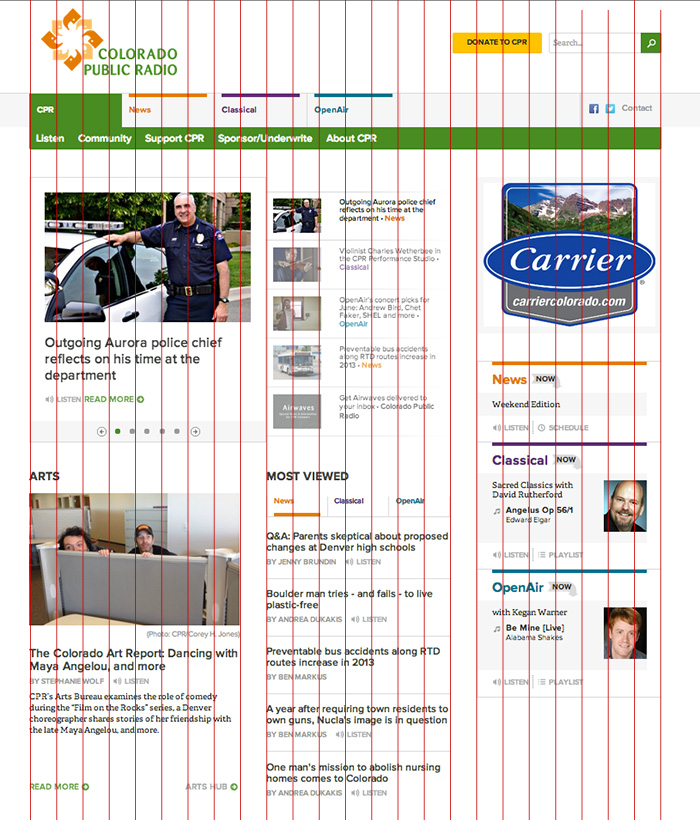 COLORADO
PUBLIC RADIO
DONATE TO CPR
Search...
CPR
News
Classical
OpenAir
Contact
Listen Community Support CPR Sponsor/Underwrite About CPR
Outgoing Aurora police chief
reflects on his time at the
department
LISTEN READ MORE
Outgoing Aurora police chief
reflects on his time at the
department • News
Violinist Charles Wetherbee in
the CPR Performance Studio •
Classical
OpenAir's concert picks for
June: Andrew Bird, Chet
Faker, SHEL and more •
OpenAir
Preventable bus accidents
along RTD routes increase in
2013 • News
Airwaves
Get Airwaves delivered to
your inbox • Colorado Public
Radio
Carrier
carriercolorado.com
News NOW
Weekend Edition
LISTEN SCHEDULE
Classical NOW
Sacred Classics with
David Rutherford
Angelus Op 56/1
Edward Elgar
LISTEN PLAYLIST
OpenAir NOW
with Kegan Warner
Be Mine [Live]
Alabama Shakes
LISTEN PLAYLIST
ARTS
(Photo: CPR/Corey H. Jones)
The Colorado Art Report: Dancing with
Maya Angelou, and more
BY STEPHANIE WOLF LISTEN
CPR's Arts Bureau examines the role of comedy
during the "Film on the Rocks" series, a Denver
choreographer shares stories of her friendship with
the late Maya Angelou, and more.
READ MORE ARTS HUB
MOST VIEWED
News Classical OpenAir
Q&A: Parents skeptical about proposed
changes at Denver high schools
BY JENNY BRUNDIN LISTEN
Boulder man tries - and fails - to live
plastic-free
BY ANDREA DUKAKIS LISTEN
Preventable bus accidents along RTD
routes increase in 2013
BY BEN MARKUS
A year after requiring town residents to
own guns, Nucla's image is in question
BY BEN MARKUS LISTEN
One man's mission to abolish nursing
homes comes to Colorado
BY ANDREA DUKAKIS LISTEN